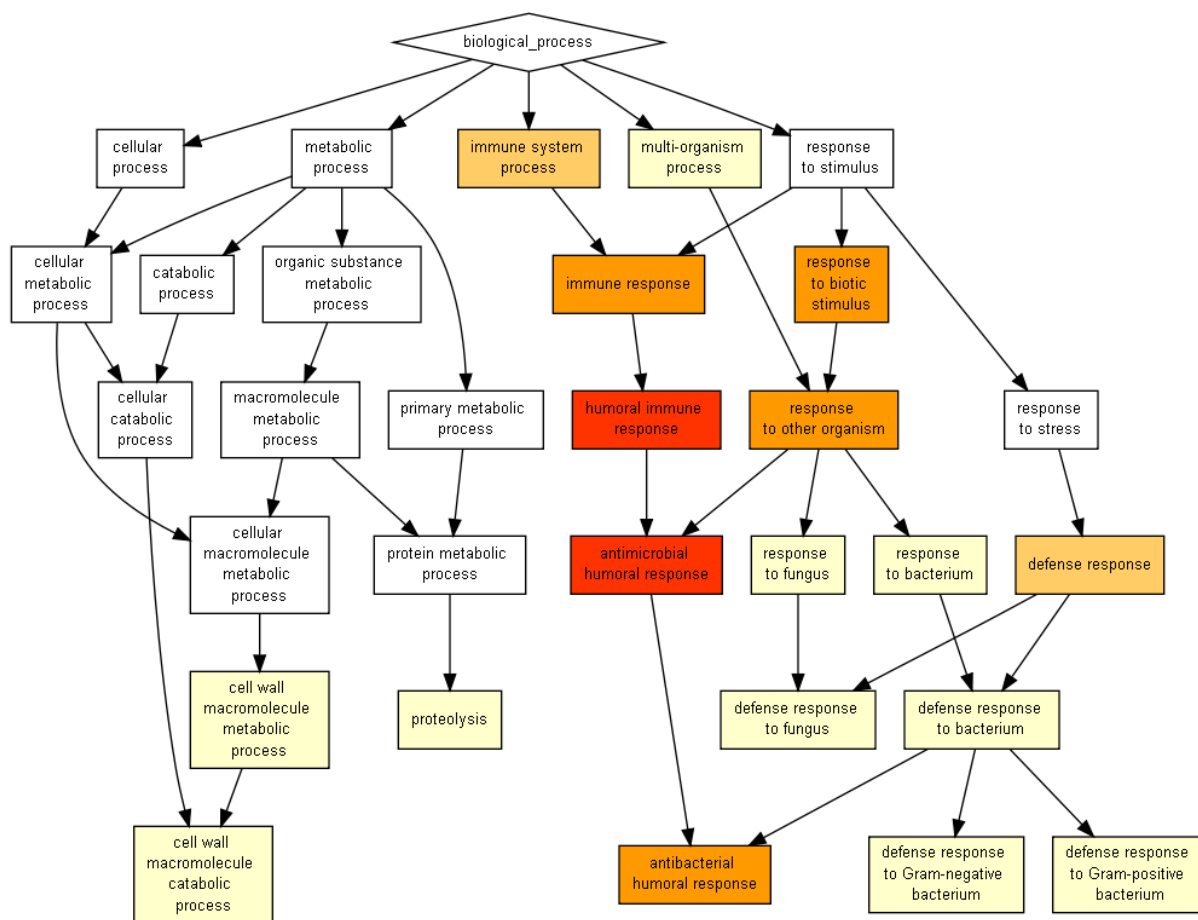 biological_process
cellular
process
metabolic
process
immune system
process
multi-organism
process
response
to stimulus
cellular
metabolic
process
catabolic
process
organic substance
metabolic
process
immune response
response
to biotic
stimulus
cellular
catabolic
process
macromolecule
metabolic
process
primary metabolic
process
humoral immune
response
response
to other organism
response
to stress
cellular
macromolecule
metabolic
process
protein metabolic
process
antimicrobial
humoral response
response
to fungus
response
to bacterium
defense response
cell wall
macromolecule
metabolic
process
proteolysis
defense response
to fungus
defense response
to bacterium
cell wall
macromolecule
catabolic
process
antibacterial
humoral response
defense response
to Gram-negative
bacterium
defense response
to Gram-positive
bacterium